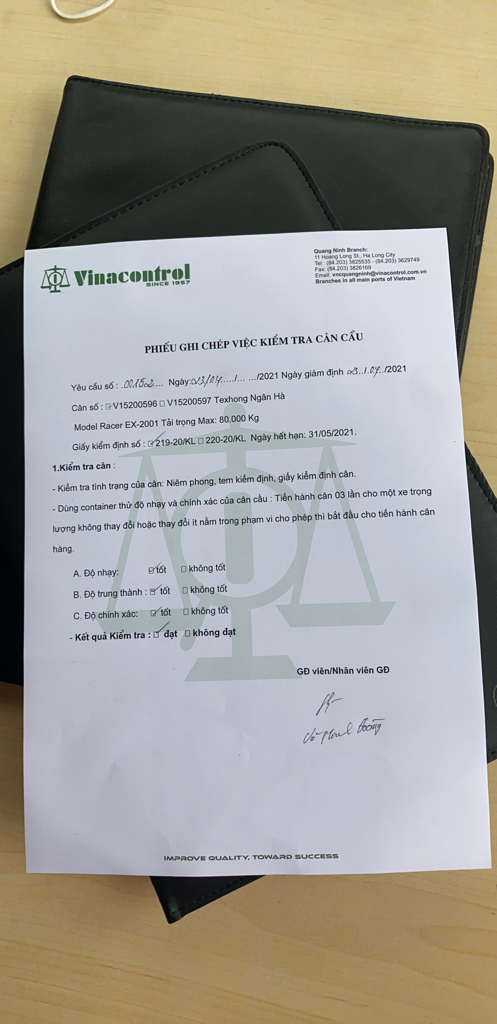 Vinacontrol
SINCE 1957
Quang Ninh Branch:
11 Hoang Long St., Ha Long City
Tel: (84.203) 3825535 - (84.203) 3629749
Fax: (84.203) 3826169
Email: vncquangninh@vinacontrol.com.vn
Branches in all main ports of Vietnam
PHIẾU GHI CHÉP VIỆC KIỂM TRA CÂN CẦU
Yêu cầu số : .00152.... Ngày:03/04..../... .../2021 Ngày giám định 03../.04../2021
Cân số : ☑V15200596 ☐ V15200597 Texhong Ngân Hà
Model Racer EX-2001 Tải trọng Max: 80.000 Kg
Giấy kiểm định số : ☑219-20/KL ☐ 220-20/KL Ngày hết hạn: 31/05/2021.
1.Kiểm tra cân :
- Kiểm tra tình trạng của cân: Niêm phong, tem kiểm định, giấy kiểm định cân.
- Dùng container thử độ nhạy và chính xác của cân cầu : Tiến hành cân 03 lần cho một xe trọng
lượng không thay đổi hoặc thay đổi ít nằm trong phạm vi cho phép thì bắt đầu cho tiến hành cân
hàng.
A. Độ nhạy: ☑tốt ☐ không tốt
B. Độ trung thành : ☑ tốt ☐ không tốt
C. Độ chính xác: ☑ tốt ☐ không tốt
- Kết quả Kiểm tra : ☑ đạt ☐ không đạt
GĐ viên/Nhân viên GĐ
IMPROVE QUALITY, TOWARD SUCCESS